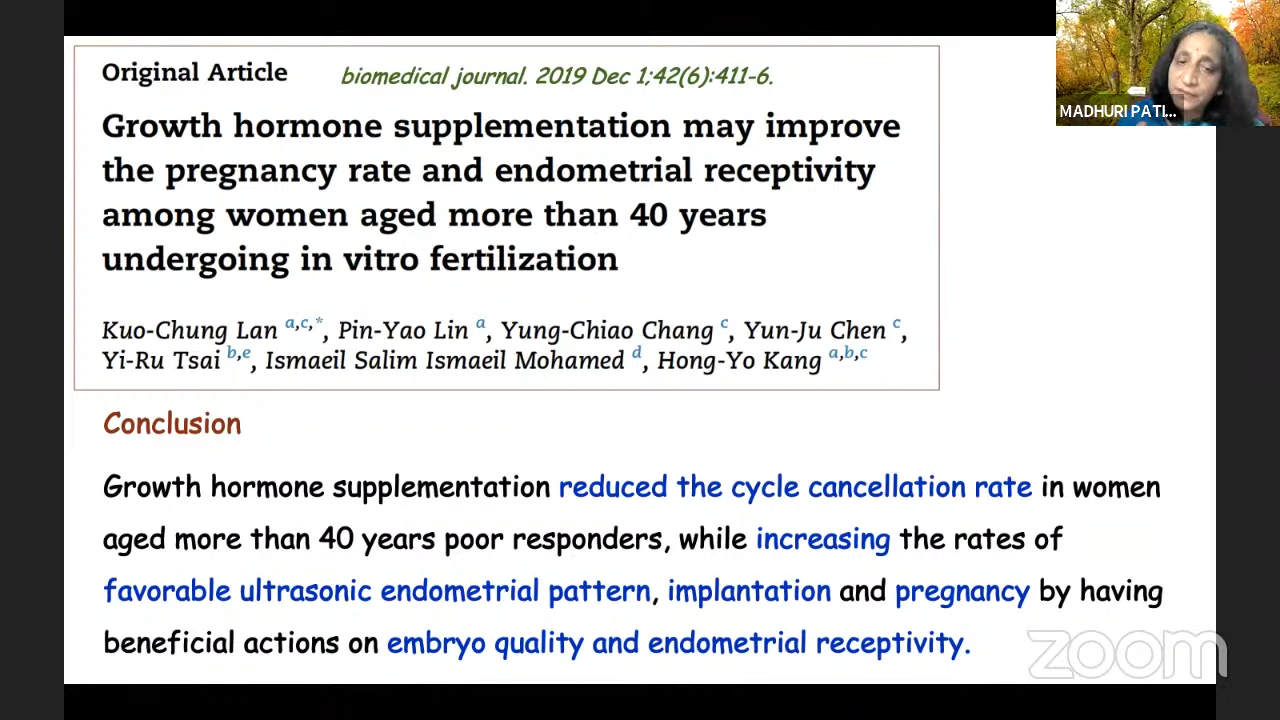 Original Article
biomedical journal. 2019 Dec 1;42(6):411-6.
MADHURI PATI...
Growth hormone supplementation may improve
the pregnancy rate and endometrial receptivity
among women aged more than 40 years
undergoing in vitro fertilization
Kuo-Chung Lan a,c,*, Pin-Yao Lin a, Yung-Chiao Chang c, Yun-Ju Chen c,
Yi-Ru Tsai b,e, Ismaeil Salim Ismaeil Mohamed d, Hong-Yo Kang a,b,c
Conclusion
Growth hormone supplementation reduced the cycle cancellation rate in women
aged more than 40 years poor responders, while increasing the rates of
favorable ultrasonic endometrial pattern, implantation and pregnancy by having
beneficial actions on embryo quality and endometrial receptivity.
zoom